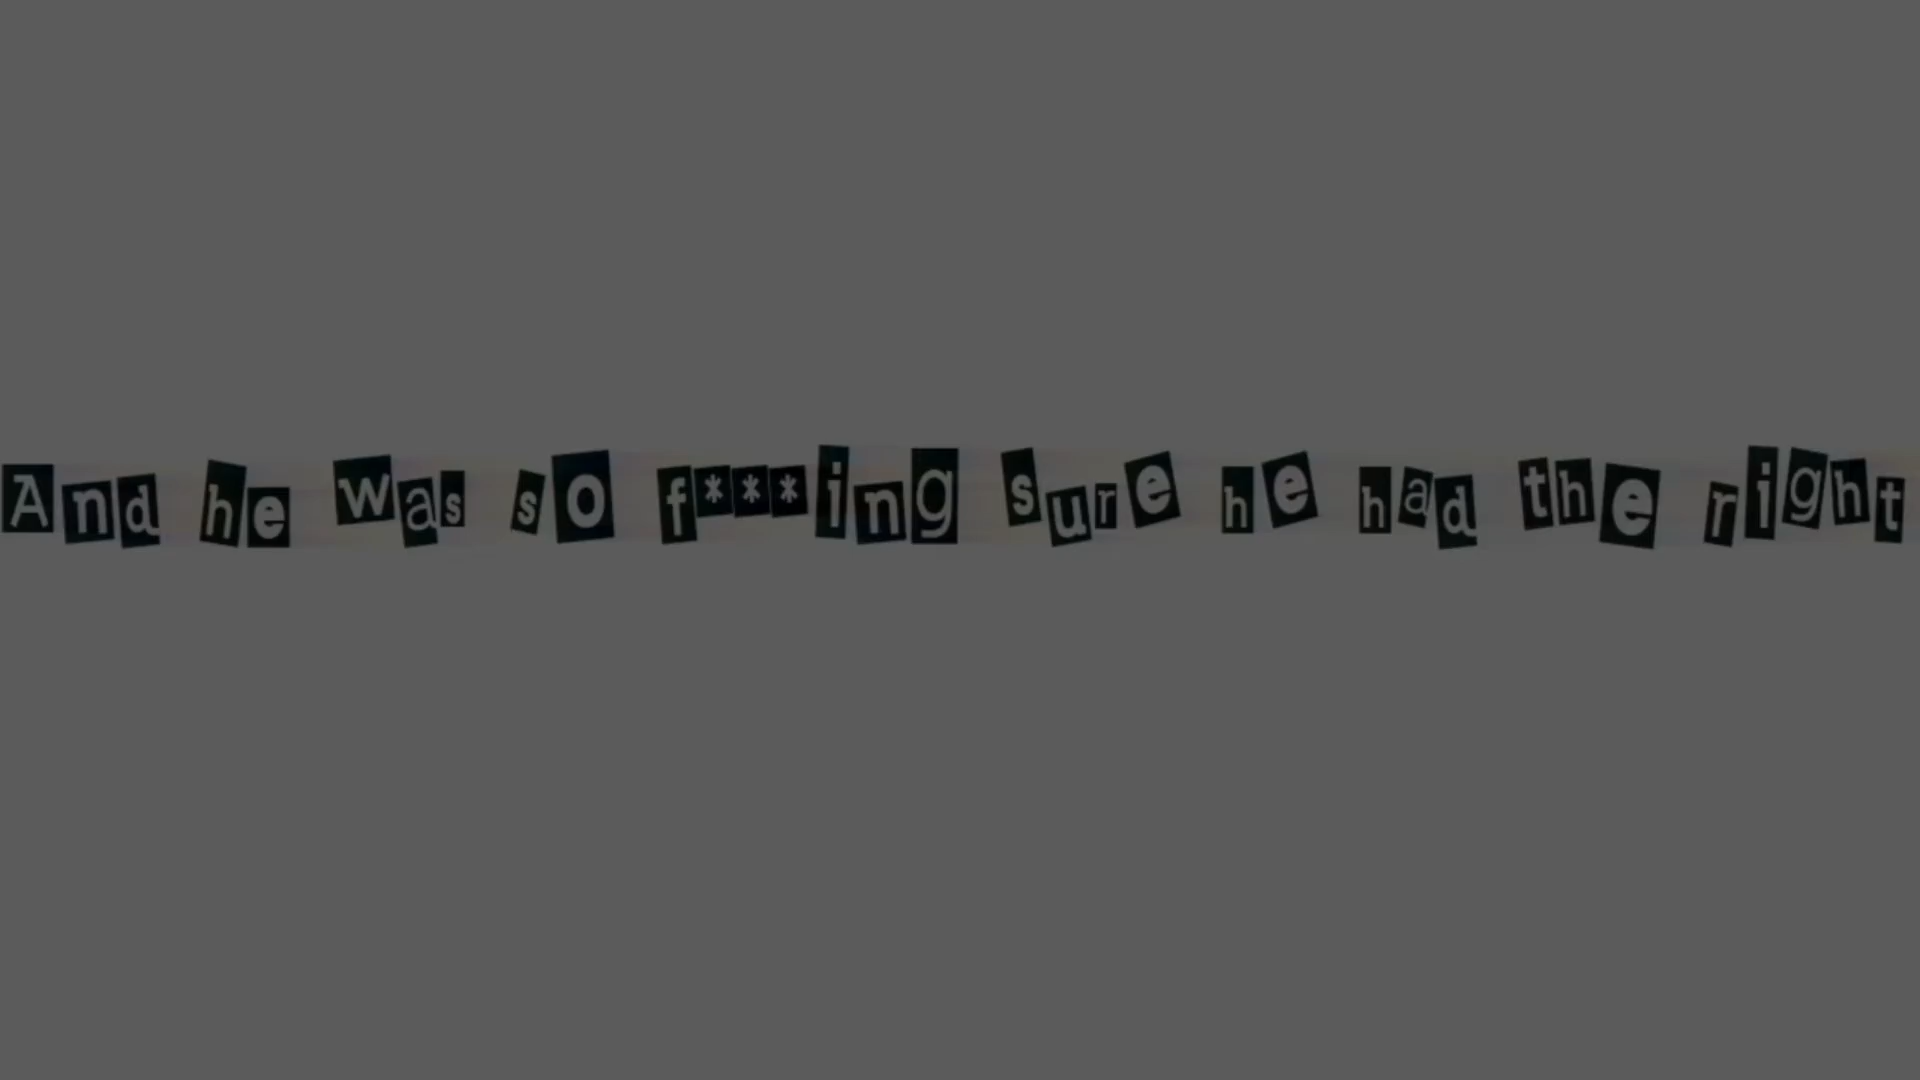 And he was so f***ing sure he had the right